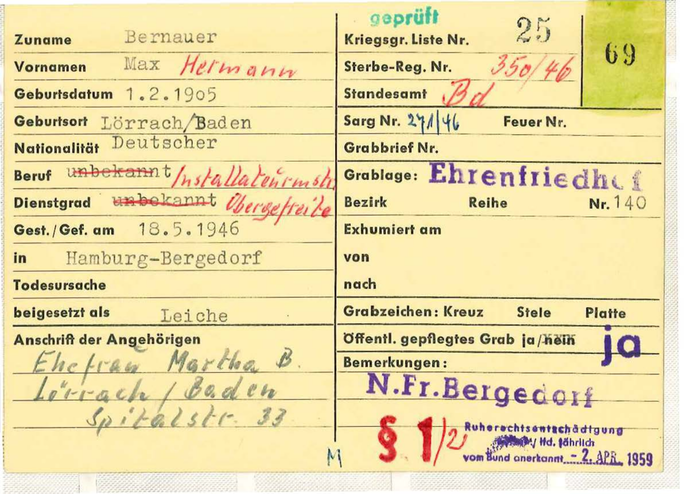 Zuname Bernauer
Vornamen Max Hermann
Geburtsdatum 1.2.1905
Geburtsort Lörrach/Baden
Nationalität Deutscher
Beruf unbekannt Installateurmstr.
Dienstgrad unbekannt Obergefreite
Gest./Gef. am 18.5.1946
in Hamburg-Bergedorf
Todesursache
beigesetzt als Leiche
Anschrift der Angehörigen
Ehefrau Martha B.
Lörrach / Baden
Spitalstr. 33
M
geprüft
Kriegsgr. Liste Nr. 25
69
Sterbe-Reg. Nr. 350/46
Standesamt Bd
Sarg Nr. 271/46 Feuer Nr.
Grabbrief Nr.
Grablage: Ehrenfriedhof
Bezirk Reihe Nr. 140
Exhumiert am
von
nach
Grabzeichen: Kreuz Stele Platte
Öffentl. gepflegtes Grab ja/nein ja
Bemerkungen:
N.Fr.Bergedorf
§ 1/2
Ruherechtsentschädigung
lfd. jährlich
vom Bund anerkannt - 2. APR. 1959